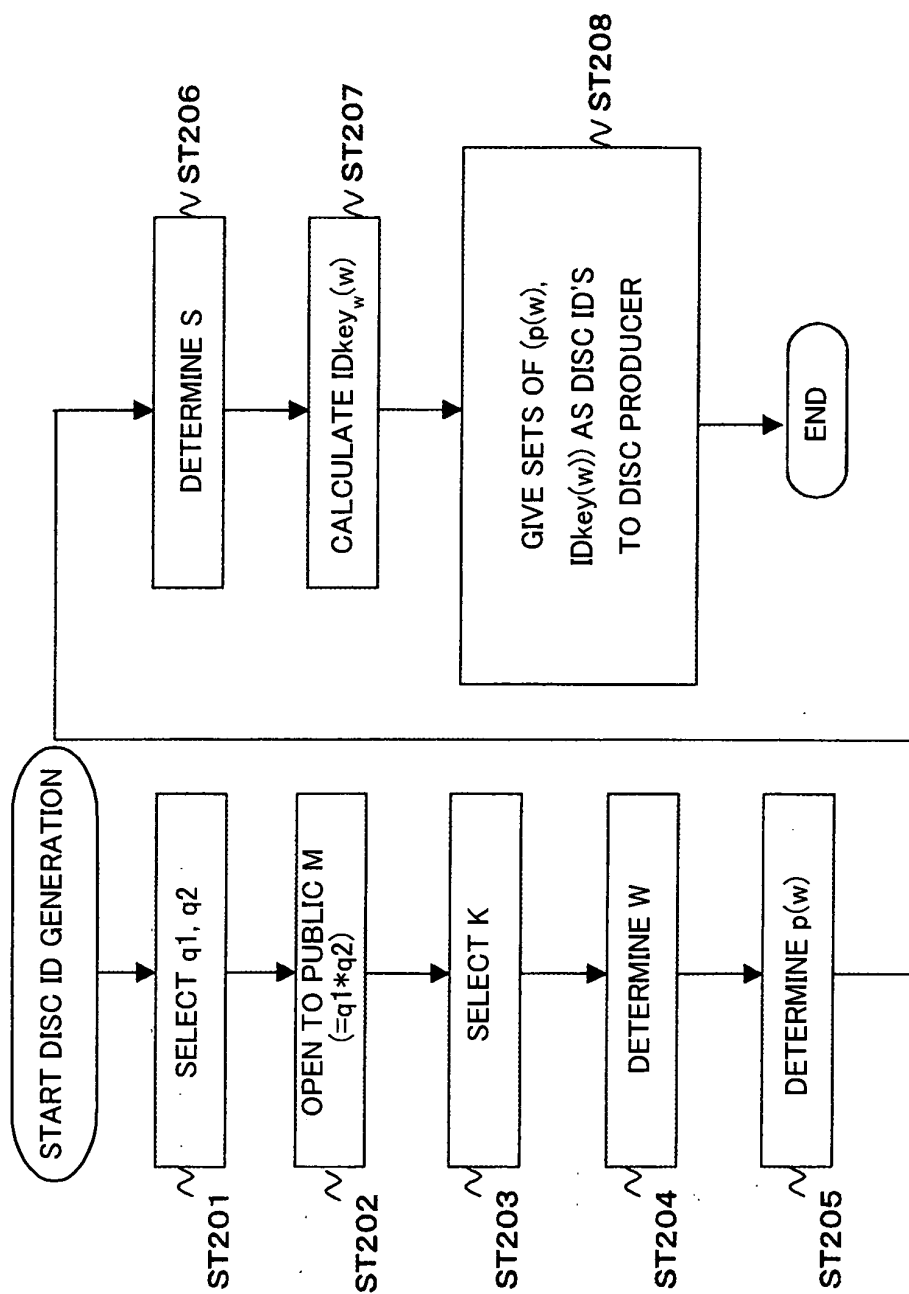 START DISC ID GENERATION
SELECT q1, q2
ST201
OPEN TO PUBLIC M
(=q1*q2)
ST202
SELECT K
ST203
DETERMINE W
ST204
DETERMINE p(w)
ST205
DETERMINE S
ST206
CALCULATE IDkey_w(w)
ST207
GIVE SETS OF (p(w),
IDkey(w)) AS DISC ID'S
TO DISC PRODUCER
ST208
END